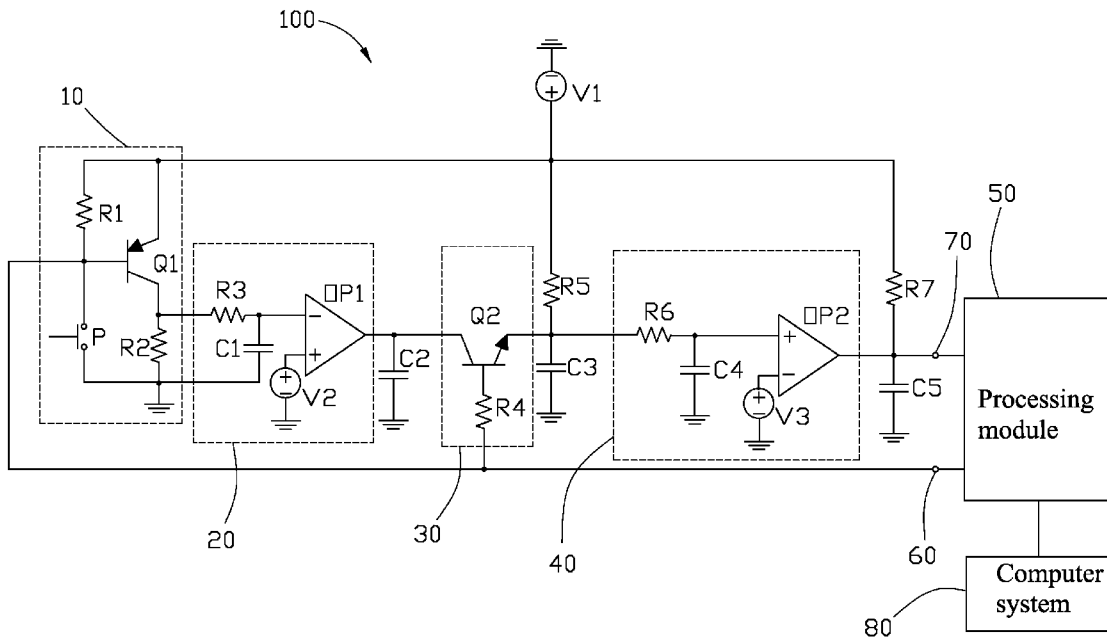 100
V1
10
50
R1
70
Q1
R3
OP1
Q2
R5
R6
OP2
R7
P
R2
C1
V2
C2
R4
C3
C4
V3
C5
Processing
module
20
30
40
60
Computer
system
80